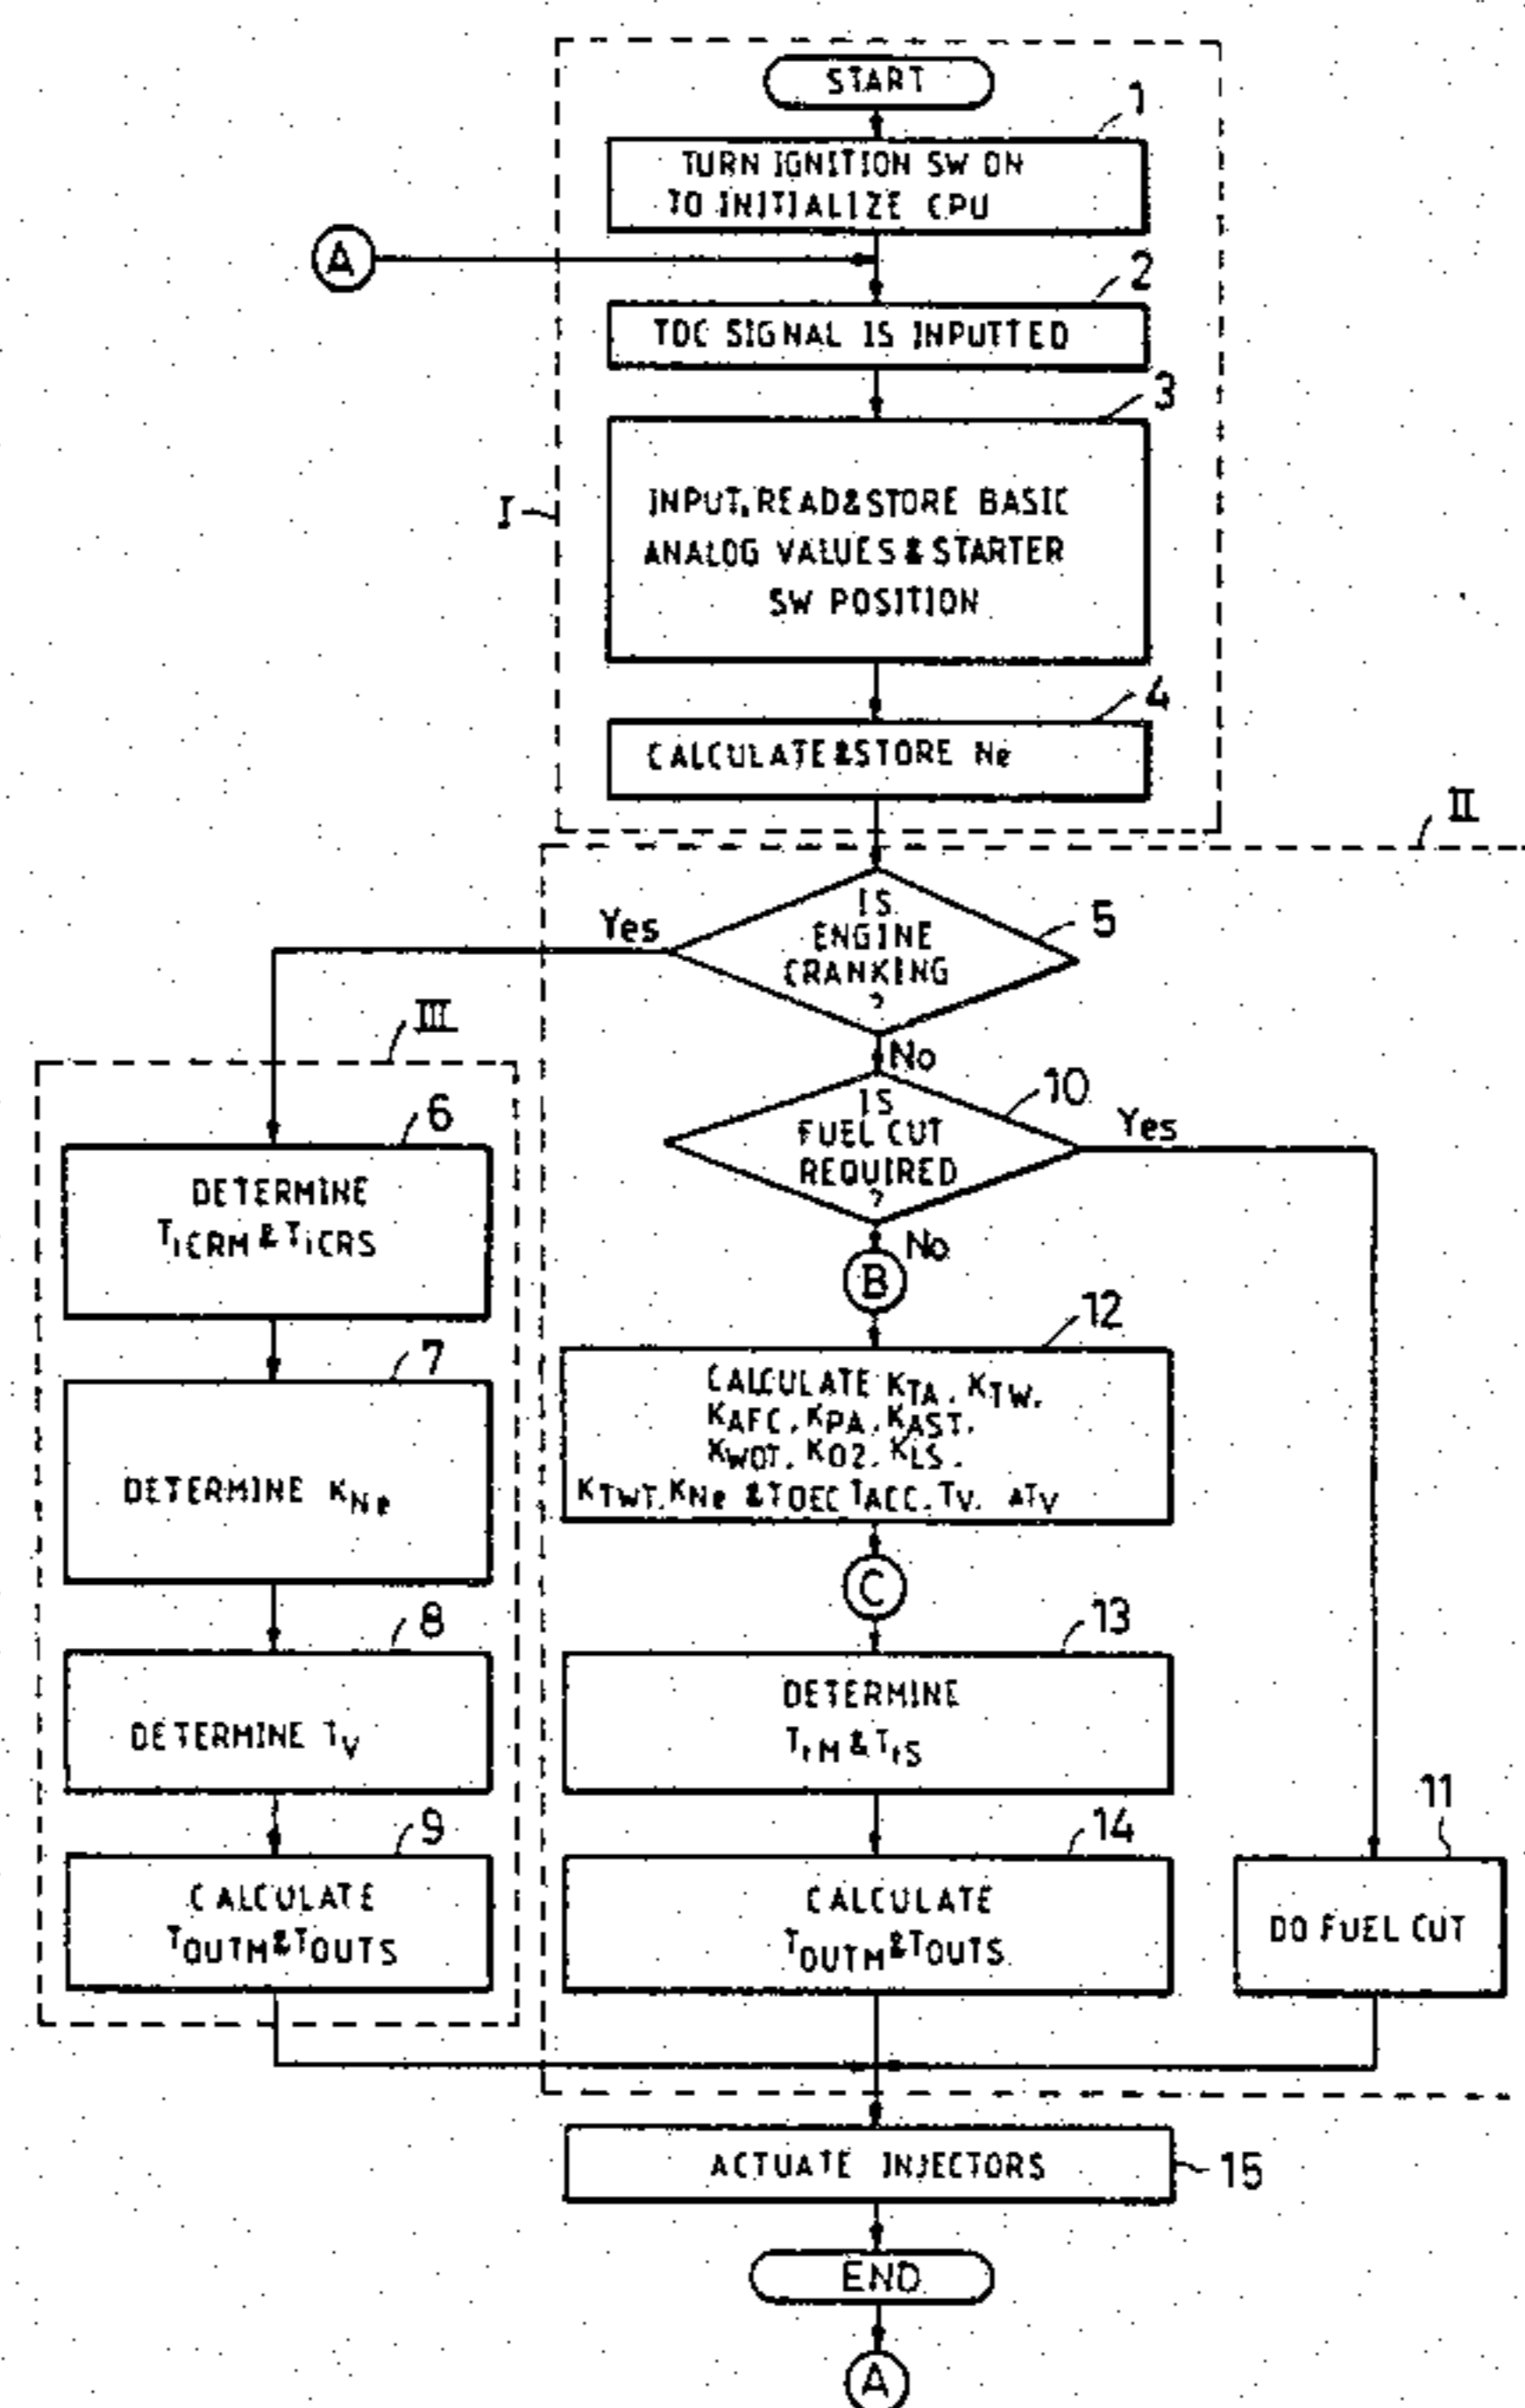 START
1
TURN IGNITION SW ON
TO INITIALIZE CPU
A
2
TDC SIGNAL IS INPUTTED
3
INPUT, READ & STORE BASIC
ANALOG VALUES & STARTER
SW POSITION
I
4
CALCULATE & STORE Ne
II
IS
ENGINE
CRANKING
?
5
Yes
No
III
IS
FUEL CUT
REQUIRED
?
10
Yes
No
6
DETERMINE
TiCRM & TiCRS
B
7
DETERMINE KNe
12
CALCULATE KTA, KTW,
KAFC, KPA, KAST,
KWOT, KO2, KLS,
KTWT, KNe & TDEC TACC, TV, ΔTV
C
8
DETERMINE TV
13
DETERMINE
TiM & TiS
9
CALCULATE
TOUTM & TOUTS
14
CALCULATE
TOUTM & TOUTS
11
DO FUEL CUT
ACTUATE INJECTORS
15
END
A